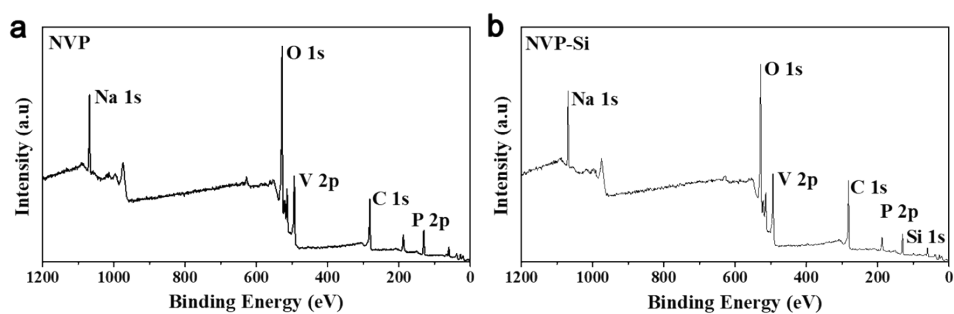 a
NVP
O 1s
Na 1s
V 2p
C 1s
P 2p
Intensity (a.u)
1200 1000 800 600 400 200 0
Binding Energy (eV)
b
NVP-Si
O 1s
Na 1s
V 2p
C 1s
P 2p
Si 1s
Intensity (a.u)
1200 1000 800 600 400 200 0
Binding Energy (eV)